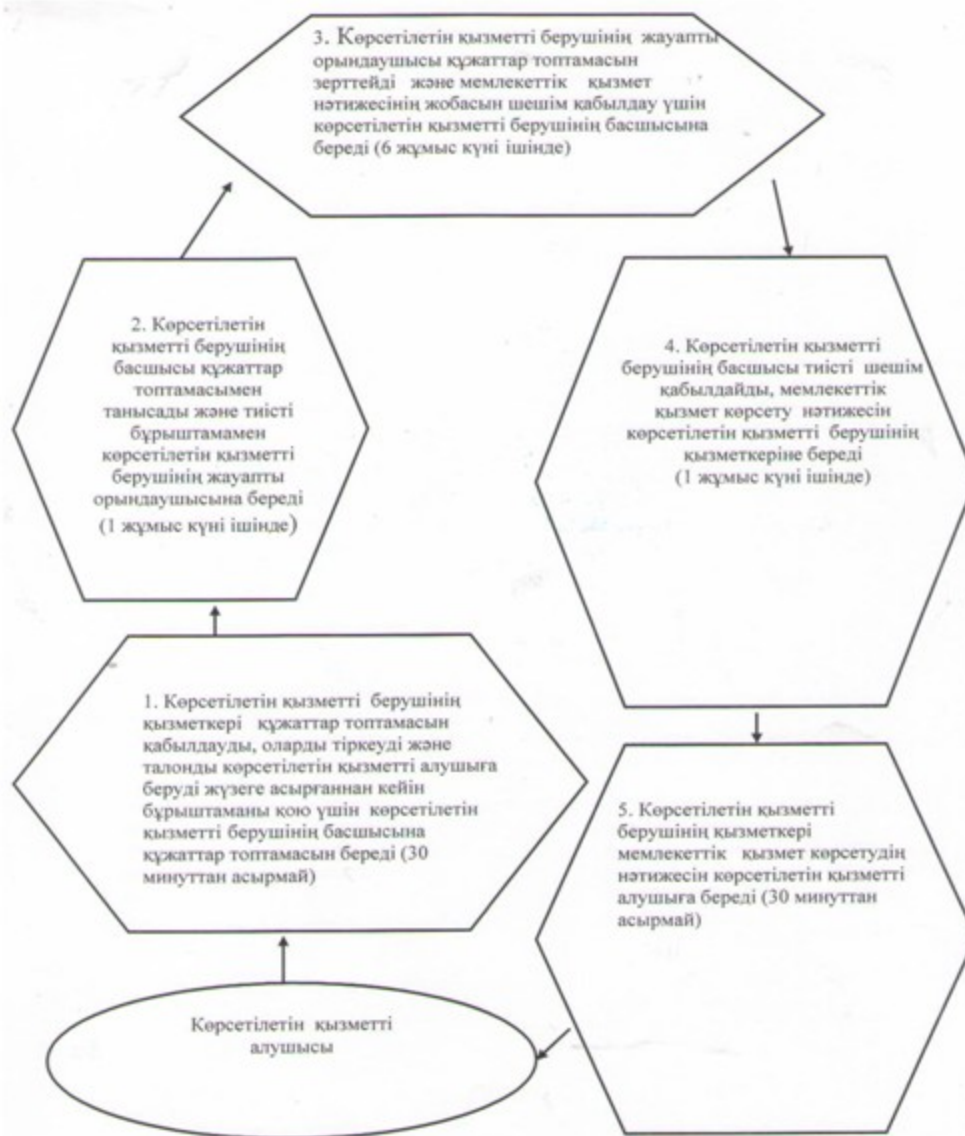 3. Көрсетілетін қызметті берушінің жауапты
орындаушысы құжаттар топтамасын
зерттейді және мемлекеттік қызмет
нәтижесінің жобасын шешім қабылдау үшін
көрсетілетін қызметті берушінің басшысына
береді (6 жұмыс күні ішінде)
2. Көрсетілетін
қызметті берушінің
басшысы құжаттар
топтамасымен
танысады және тиісті
бұрыштамамен
көрсетілетін қызметті
берушінің жауапты
орындаушысына береді
(1 жұмыс күні ішінде)
4. Көрсетілетін қызметті
берушінің басшысы тиісті шешім
қабылдайды, мемлекеттік
қызмет көрсету нәтижесін
көрсетілетін қызметті берушінің
қызметкеріне береді
(1 жұмыс күні ішінде)
1. Көрсетілетін қызметті берушінің
қызметкері құжаттар топтамасын
қабылдауды, оларды тіркеуді және
талонды көрсетілетін қызметті алушыға
беруді жүзеге асырғаннан кейін
бұрыштаманы қою үшін көрсетілетін
қызметті берушінің басшысына
құжаттар топтамасын береді (30
минуттан асырмай)
5. Көрсетілетін қызметті
берушінің қызметкері
мемлекеттік қызмет көрсетудің
нәтижесін көрсетілетін қызметті
алушыға береді (30 минуттан
асырмай)
Көрсетілетін қызметті
алушысы